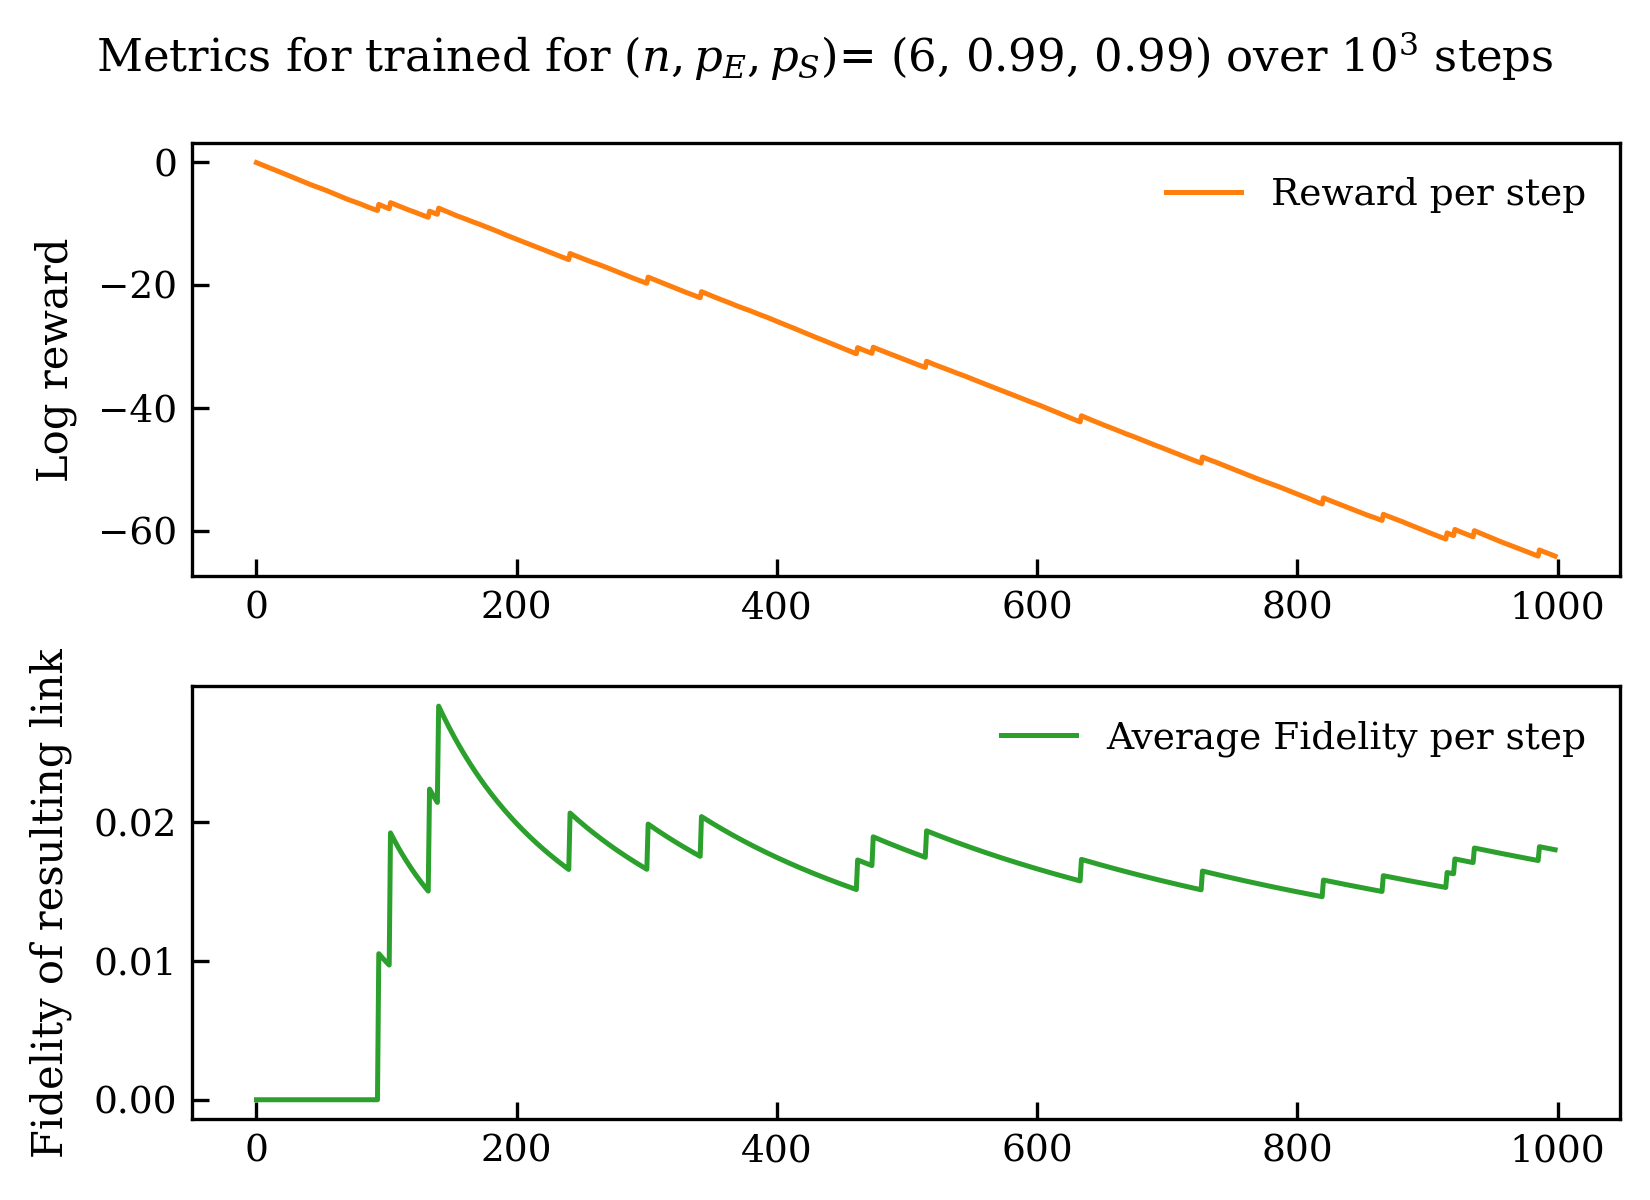 Metrics for trained for (n, p_E, p_S)= (6, 0.99, 0.99) over 10³ steps
Log reward
0
−20
−40
−60
Reward per step
0 200 400 600 800 1000
Fidelity of resulting link
0.02
0.01
0.00
Average Fidelity per step
0 200 400 600 800 1000